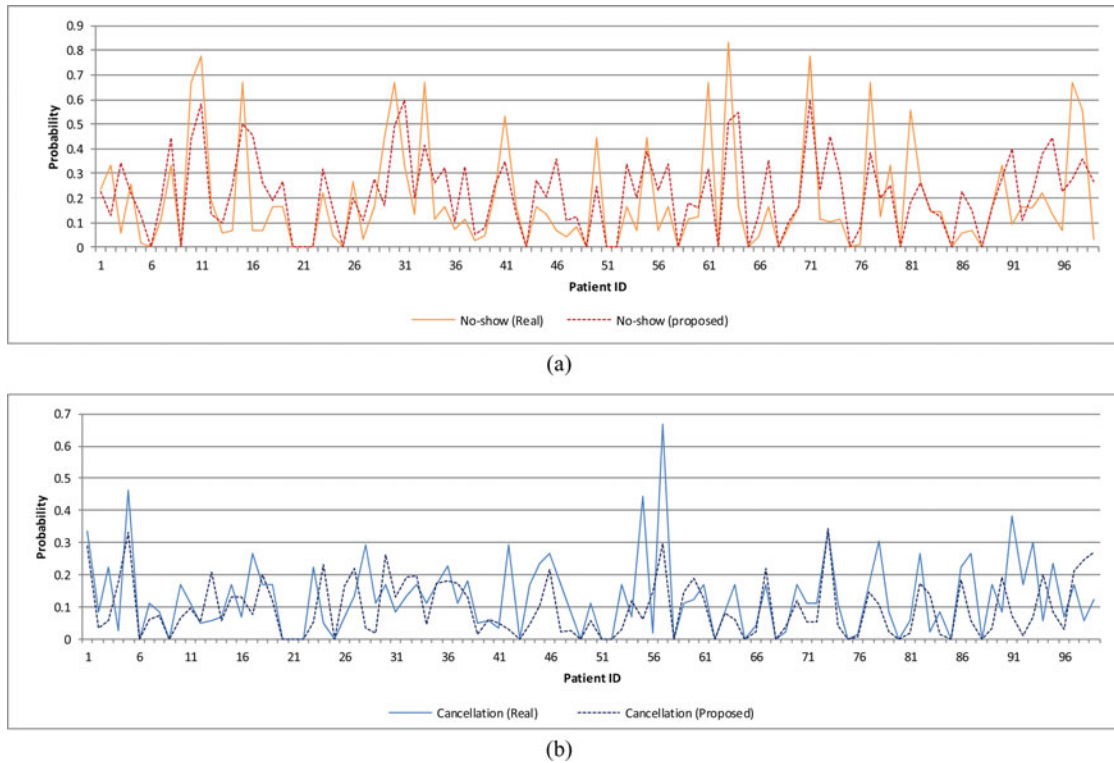 0.9
0.8
0.7
0.6
0.5
0.4
0.3
0.2
0.1
0
Probability
1 6 11 16 21 26 31 36 41 46 51 56 61 66 71 76 81 86 91 96
Patient ID
No-show (Real) No-show (proposed)
(a)
0.7
0.6
0.5
0.4
0.3
0.2
0.1
0
Probability
1 6 11 16 21 26 31 36 41 46 51 56 61 66 71 76 81 86 91 96
Patient ID
Cancellation (Real) Cancellation (Proposed)
(b)